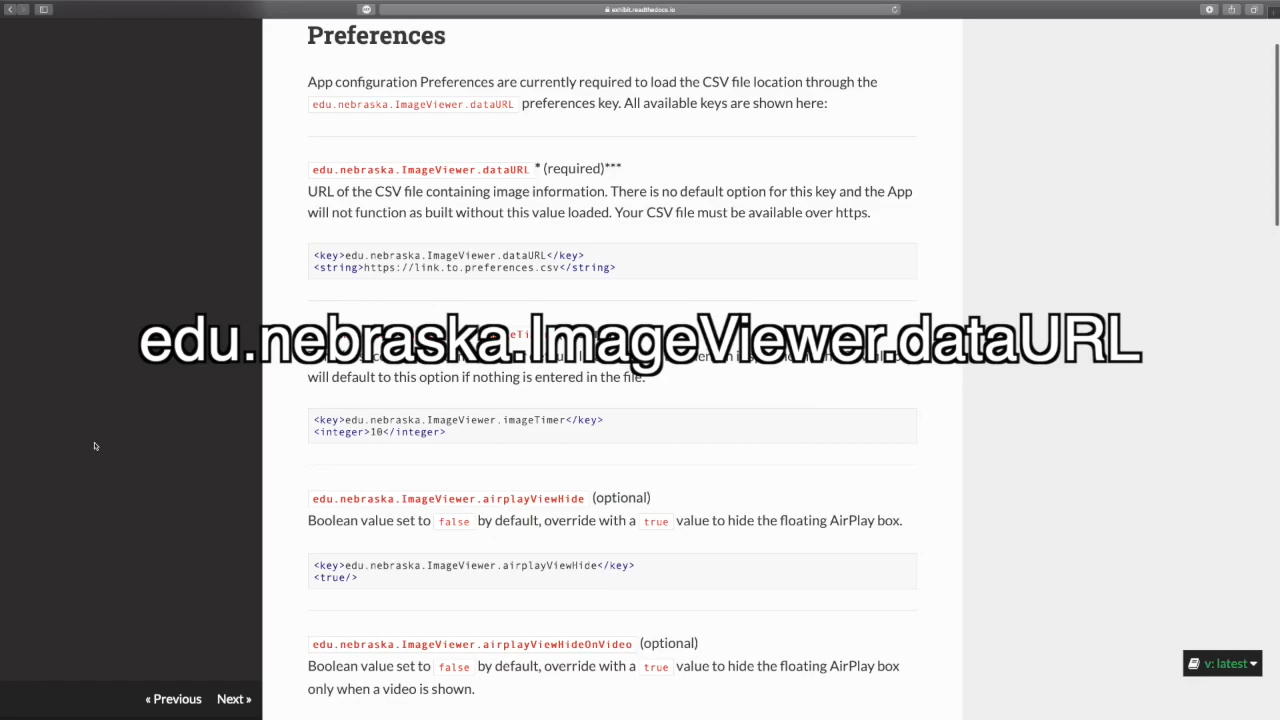 exhibit.readthedocs.io
Preferences
App configuration Preferences are currently required to load the CSV file location through the
edu.nebraska.ImageViewer.dataURL preferences key. All available keys are shown here:
edu.nebraska.ImageViewer.dataURL * (required)***
URL of the CSV file containing image information. There is no default option for this key and the App
will not function as built without this value loaded. Your CSV file must be available over https.
<key>edu.nebraska.ImageViewer.dataURL</key>
<string>https://link.to.preferences.csv</string>
edu.nebraska.ImageViewer.dataURL
will default to this option if nothing is entered in the file.
<key>edu.nebraska.ImageViewer.imageTimer</key>
<integer>10</integer>
edu.nebraska.ImageViewer.airplayViewHide (optional)
Boolean value set to false by default, override with a true value to hide the floating AirPlay box.
<key>edu.nebraska.ImageViewer.airplayViewHide</key>
<true/>
edu.nebraska.ImageViewer.airplayViewHideOnVideo (optional)
Boolean value set to false by default, override with a true value to hide the floating AirPlay box
only when a video is shown.
« Previous Next »
v: latest